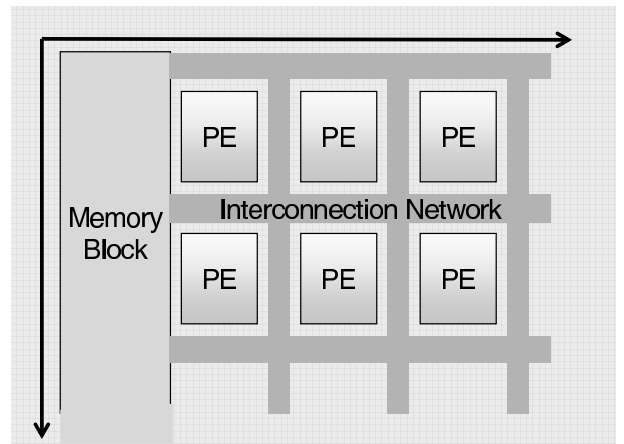 PE PE PE
Interconnection Network
Memory
Block
PE PE PE